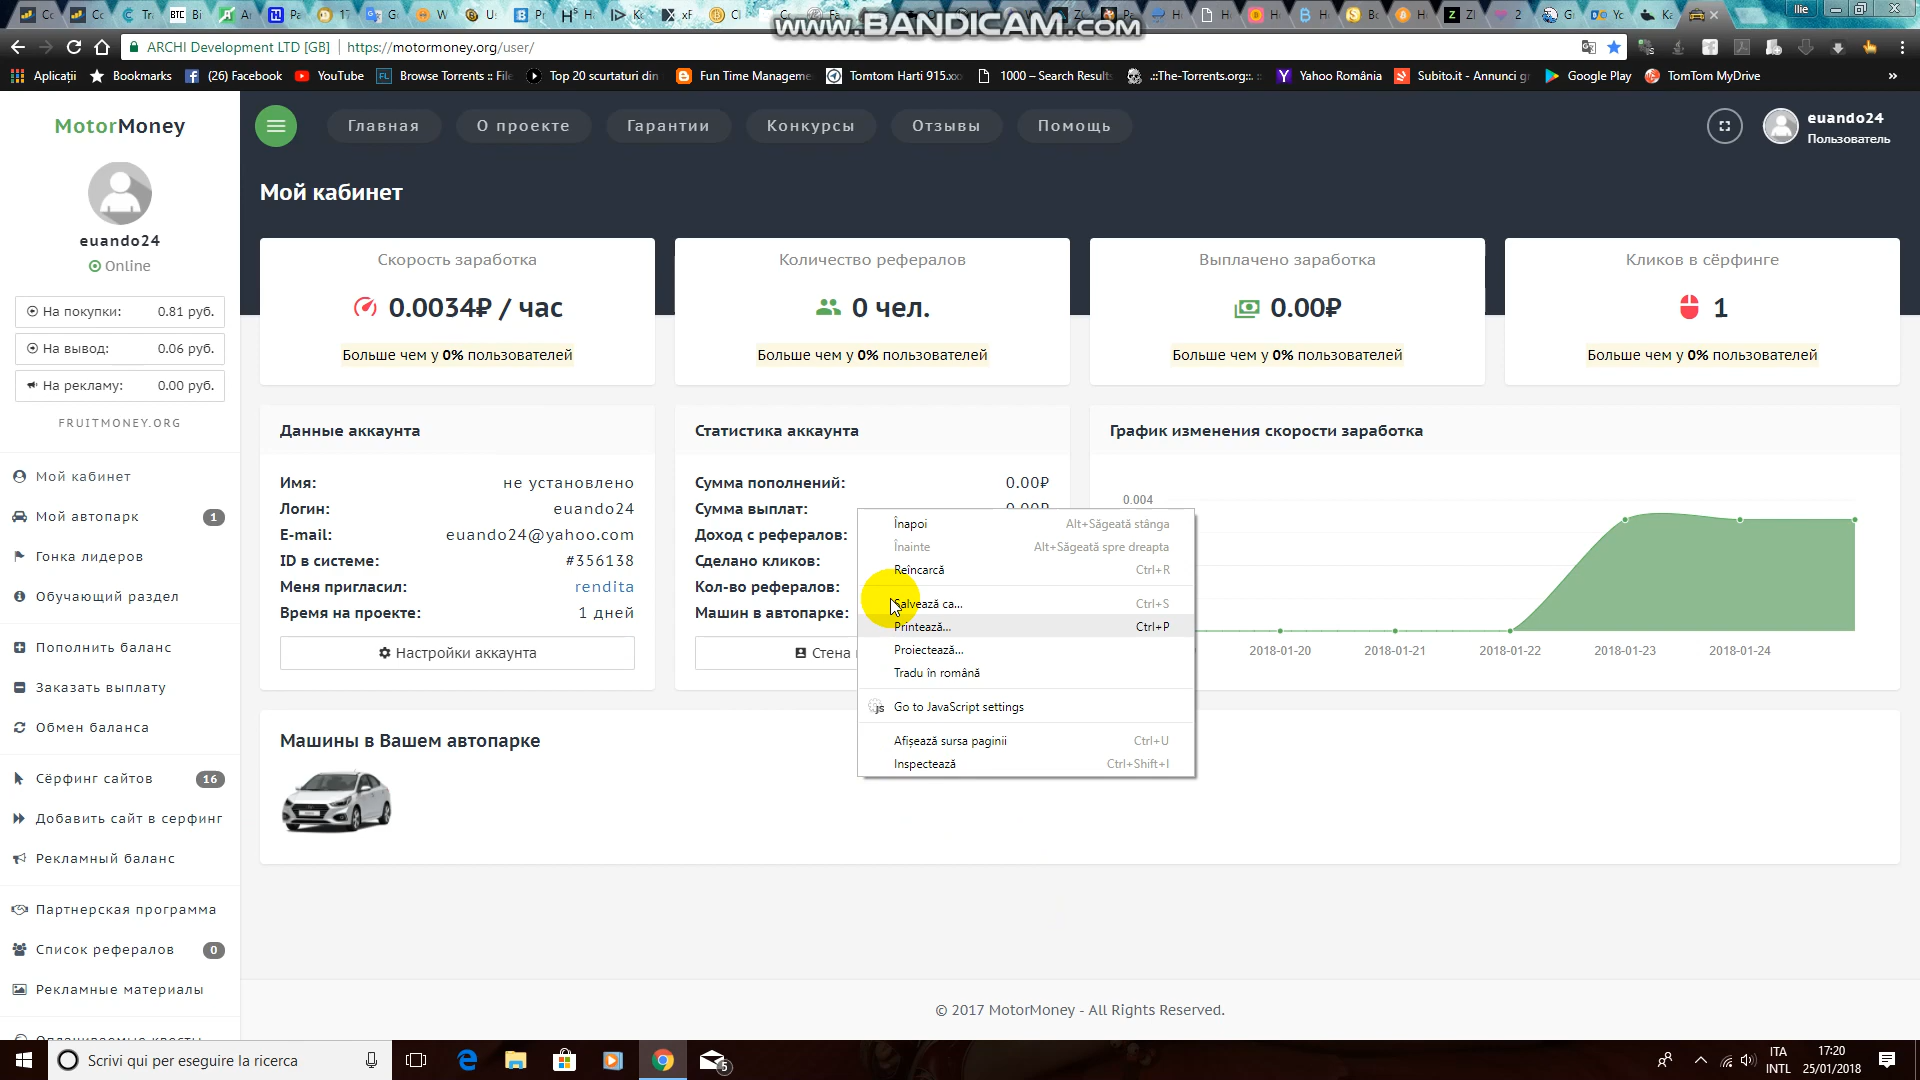 www.BANDICAM.com
Ilie
ARCHI Development LTD [GB]
https://motormoney.org/user/
Aplicații
Bookmarks
(26) Facebook
YouTube
Browse Torrents :: File
Top 20 scurtaturi din
Fun Time Manageme
Tomtom Harti 915.xx
1000 – Search Results
.::The-Torrents.org::.
Yahoo România
Subito.it - Annunci gr
Google Play
TomTom MyDrive
»
MotorMoney
Главная
О проекте
Гарантии
Конкурсы
Отзывы
Помощь
euando24
Пользователь
euando24
Online
На покупки: 0.81 руб.
На вывод: 0.06 руб.
На рекламу: 0.00 руб.
FRUITMONEY.ORG
Мой кабинет
Мой автопарк 1
Гонка лидеров
Обучающий раздел
Пополнить баланс
Заказать выплату
Обмен баланса
Сёрфинг сайтов 16
Добавить сайт в серфинг
Рекламный баланс
Партнерская программа
Список рефералов 0
Рекламные материалы
Мой кабинет
Скорость заработка
0.0034₽ / час
Больше чем у 0% пользователей
Количество рефералов
0 чел.
Больше чем у 0% пользователей
Выплачено заработка
0.00₽
Больше чем у 0% пользователей
Кликов в сёрфинге
1
Больше чем у 0% пользователей
Данные аккаунта
Имя: не установлено
Логин: euando24
E-mail: euando24@yahoo.com
ID в системе: #356138
Меня пригласил: rendita
Время на проекте: 1 дней
Настройки аккаунта
Статистика аккаунта
Сумма пополнений: 0.00₽
Сумма выплат: 0.00₽
Доход с рефералов:
Сделано кликов:
Кол-во рефералов:
Машин в автопарке:
Стена
График изменения скорости заработка
0.004
2018-01-20
2018-01-21
2018-01-22
2018-01-23
2018-01-24
Înapoi Alt+Săgeată stânga
Înainte Alt+Săgeată spre dreapta
Reîncarcă Ctrl+R
Salvează ca... Ctrl+S
Printează... Ctrl+P
Proiectează...
Tradu în română
Go to JavaScript settings
Afișează sursa paginii Ctrl+U
Inspectează Ctrl+Shift+I
Машины в Вашем автопарке
© 2017 MotorMoney - All Rights Reserved.
Scrivi qui per eseguire la ricerca
5
ITA
INTL
17:20
25/01/2018